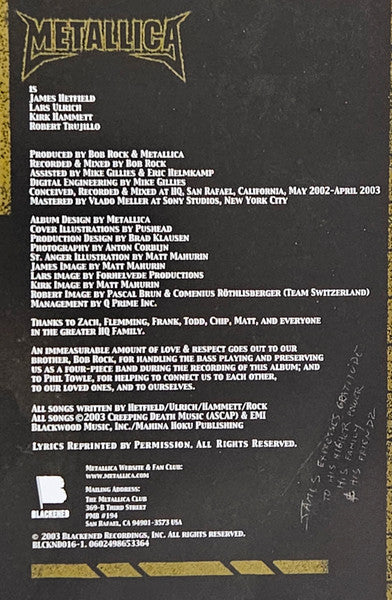 METALLICA
IS
JAMES HETFIELD
LARS ULRICH
KIRK HAMMETT
ROBERT TRUJILLO
PRODUCED BY BOB ROCK & METALLICA
RECORDED & MIXED BY BOB ROCK
ASSISTED BY MIKE GILLIES & ERIC HELMKAMP
DIGITAL ENGINEERING BY MIKE GILLIES
CONCEIVED, RECORDED & MIXED AT HQ, SAN RAFAEL, CALIFORNIA, MAY 2002-APRIL 2003
MASTERED BY VLADO MELLER AT SONY STUDIOS, NEW YORK CITY
ALBUM DESIGN BY METALLICA
COVER ILLUSTRATIONS BY PUSHEAD
PRODUCTION DESIGN BY BRAD KLAUSEN
PHOTOGRAPHY BY ANTON CORBIJN
ST. ANGER ILLUSTRATION BY MATT MAHURIN
JAMES IMAGE BY MATT MAHURIN
LARS IMAGE BY FORHELVEDE PRODUCTIONS
KIRK IMAGE BY MATT MAHURIN
ROBERT IMAGE BY PASCAL BRUN & COMENIUS RÖTHLISBERGER (TEAM SWITZERLAND)
MANAGEMENT BY Q PRIME INC.
THANKS TO ZACH, FLEMMING, FRANK, TODD, CHIP, MATT, AND EVERYONE
IN THE GREATER HQ FAMILY.
AN IMMEASURABLE AMOUNT OF LOVE & RESPECT GOES OUT TO OUR
BROTHER, BOB ROCK, FOR HANDLING THE BASS PLAYING AND PRESERVING
US AS A FOUR-PIECE BAND DURING THE RECORDING OF THIS ALBUM; AND
TO PHIL TOWLE, FOR HELPING TO CONNECT US TO EACH OTHER,
TO OUR LOVED ONES, AND TO OURSELVES.
ALL SONGS WRITTEN BY HETFIELD/ULRICH/HAMMETT/ROCK
ALL SONGS ©2003 CREEPING DEATH MUSIC (ASCAP) & EMI
BLACKWOOD MUSIC, INC./MAHINA HOKU PUBLISHING
LYRICS REPRINTED BY PERMISSION. ALL RIGHTS RESERVED.
METALLICA WEBSITE & FAN CLUB:
WWW.METALLICA.COM
MAILING ADDRESS:
THE METALLICA CLUB
369-B THIRD STREET
PMB #194
SAN RAFAEL, CA 94901-3573 USA
BLACKENED
© 2003 BLACKENED RECORDINGS, INC. ALL RIGHTS RESERVED.
BLCKND016-1. 0602498653364
JAMES EXPRESSES GRATITUDE
TO HIS HIGHER POWER
HIS FAMILY
& HIS FRIENDZ